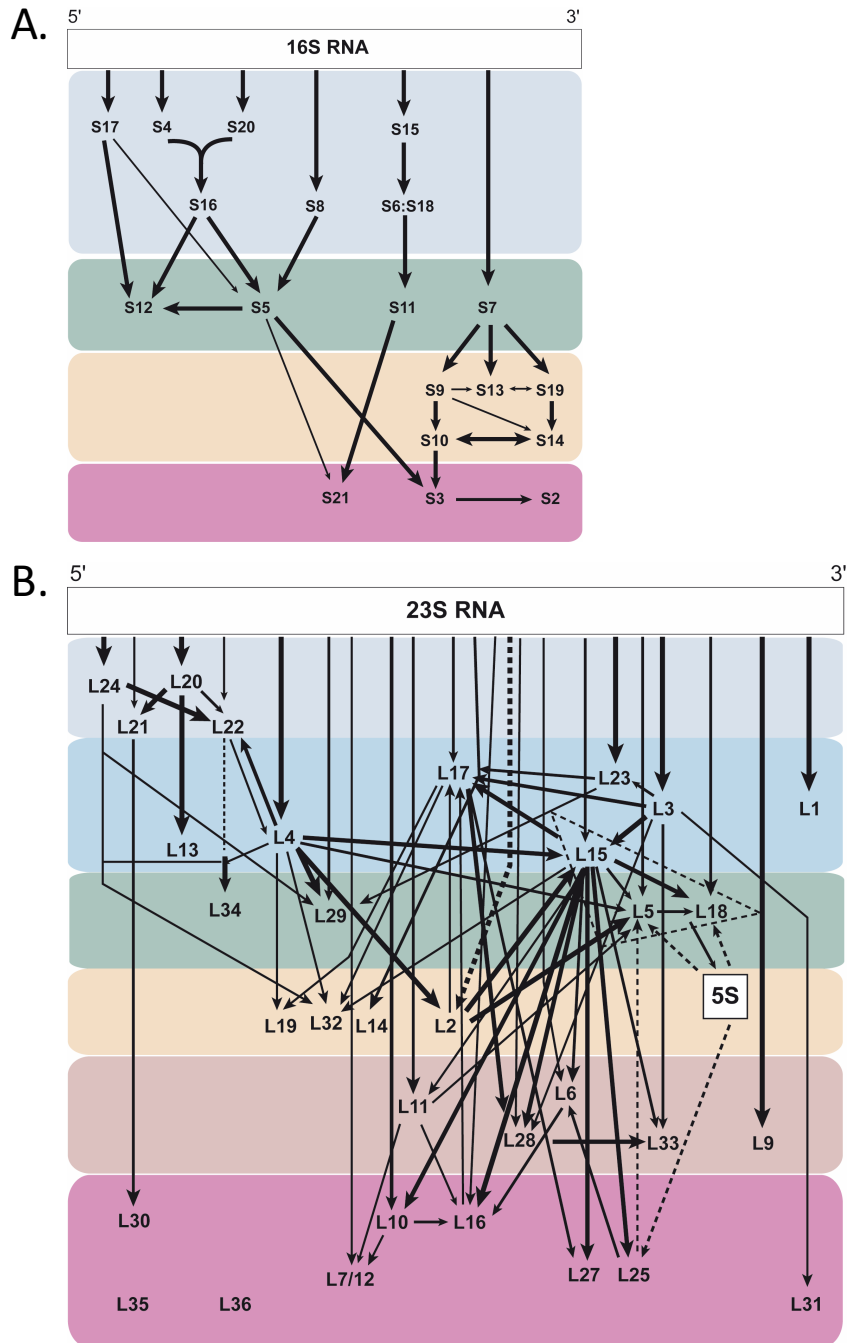 A.
5' 3'
16S RNA
S17 S4 S20 S15
S16 S8 S6:S18
S12 S5 S11 S7
S9 S13 S19
S10 S14
S21 S3 S2
B.
5' 3'
23S RNA
L24 L20
L21 L22
L17 L23
L3 L1
L4 L13 L15
L34 L29 L5 L18
5S
L19 L32 L14 L2
L11 L6
L28 L33 L9
L30 L10 L16
L7/12 L27 L25
L35 L36 L31